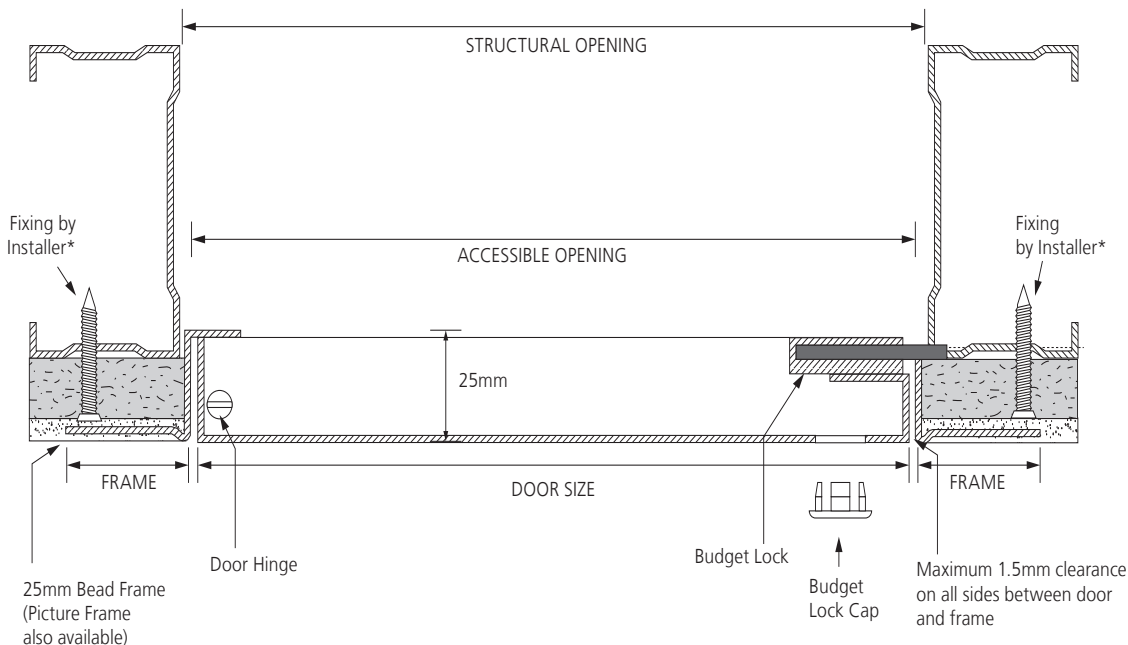 STRUCTURAL OPENING
Fixing by
Installer*
Fixing
by Installer*
ACCESSIBLE OPENING
25mm
FRAME
DOOR SIZE
FRAME
Door Hinge
Budget Lock
Budget
Lock Cap
25mm Bead Frame
(Picture Frame
also available)
Maximum 1.5mm clearance
on all sides between door
and frame